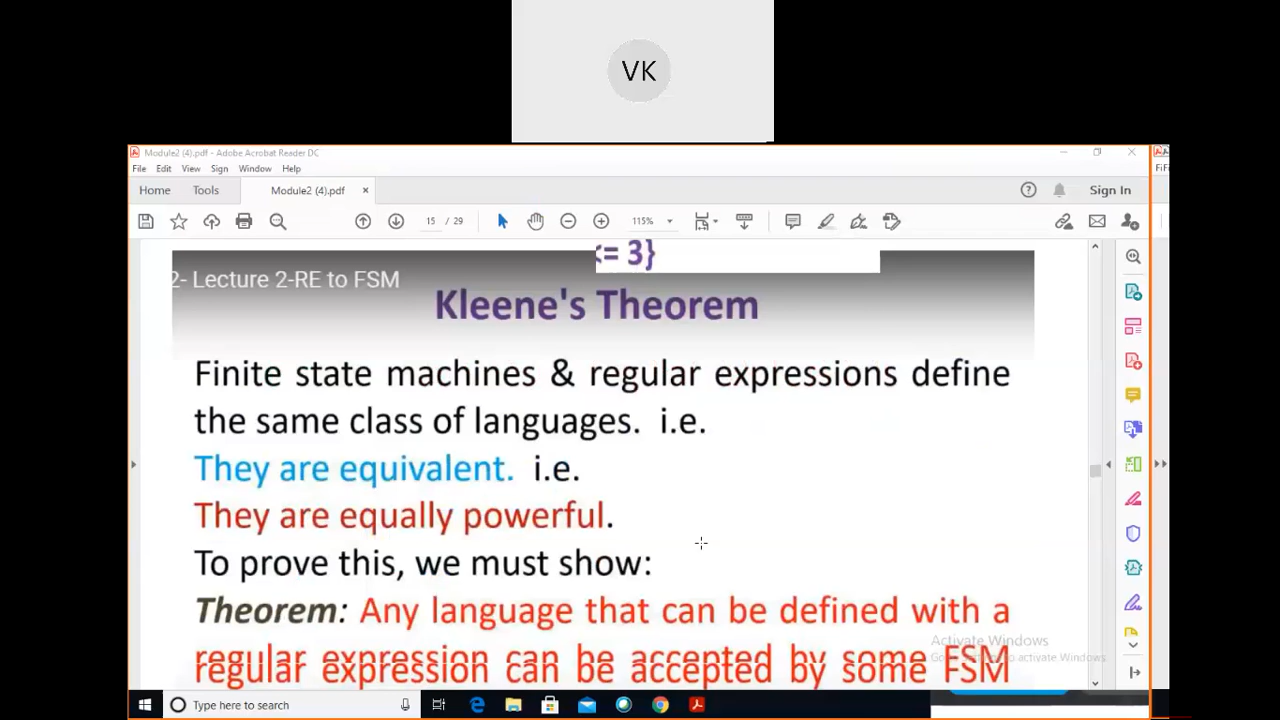 VK
Module2 (4).pdf - Adobe Acrobat Reader DC
File Edit View Sign Window Help
Home Tools Module2 (4).pdf × Sign In
15 / 29 115%
<= 3}
2- Lecture 2-RE to FSM
Kleene's Theorem
Finite state machines & regular expressions define
the same class of languages. i.e.
They are equivalent. i.e.
They are equally powerful.
To prove this, we must show:
Theorem: Any language that can be defined with a
regular expression can be accepted by some FSM
Activate Windows
to activate Windows
Type here to search